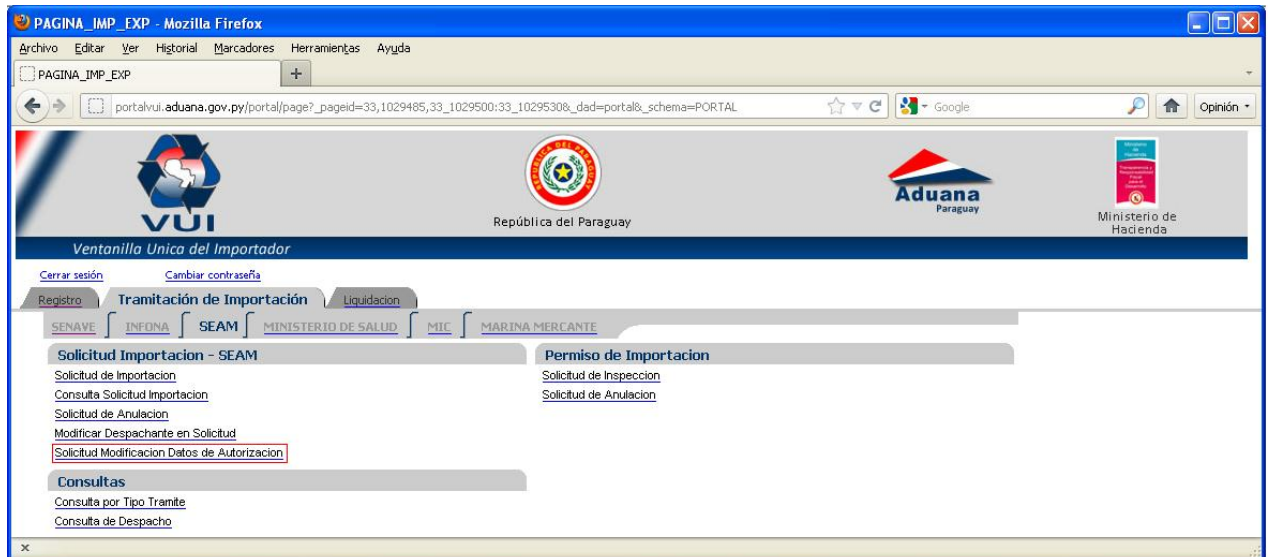 PAGINA_IMP_EXP - Mozilla Firefox
Archivo Editar Ver Historial Marcadores Herramientas Ayuda
PAGINA_IMP_EXP
portalvui.aduana.gov.py/portal/page?_pageid=33,1029485,33_1029500:33_1029530&_dad=portal&_schema=PORTAL
Google
Opinión
VUI
República del Paraguay
Aduana
Paraguay
Ministerio de
Hacienda
Ventanilla Unica del Importador
Cerrar sesión Cambiar contraseña
Registro Tramitación de Importación Liquidacion
SENAVE INFONA SEAM MINISTERIO DE SALUD MIC MARINA MERCANTE
Solicitud Importacion - SEAM
Solicitud de Importacion
Consulta Solicitud Importacion
Solicitud de Anulacion
Modificar Despachante en Solicitud
Solicitud Modificacion Datos de Autorizacion
Permiso de Importacion
Solicitud de Inspeccion
Solicitud de Anulacion
Consultas
Consulta por Tipo Tramite
Consulta de Despacho